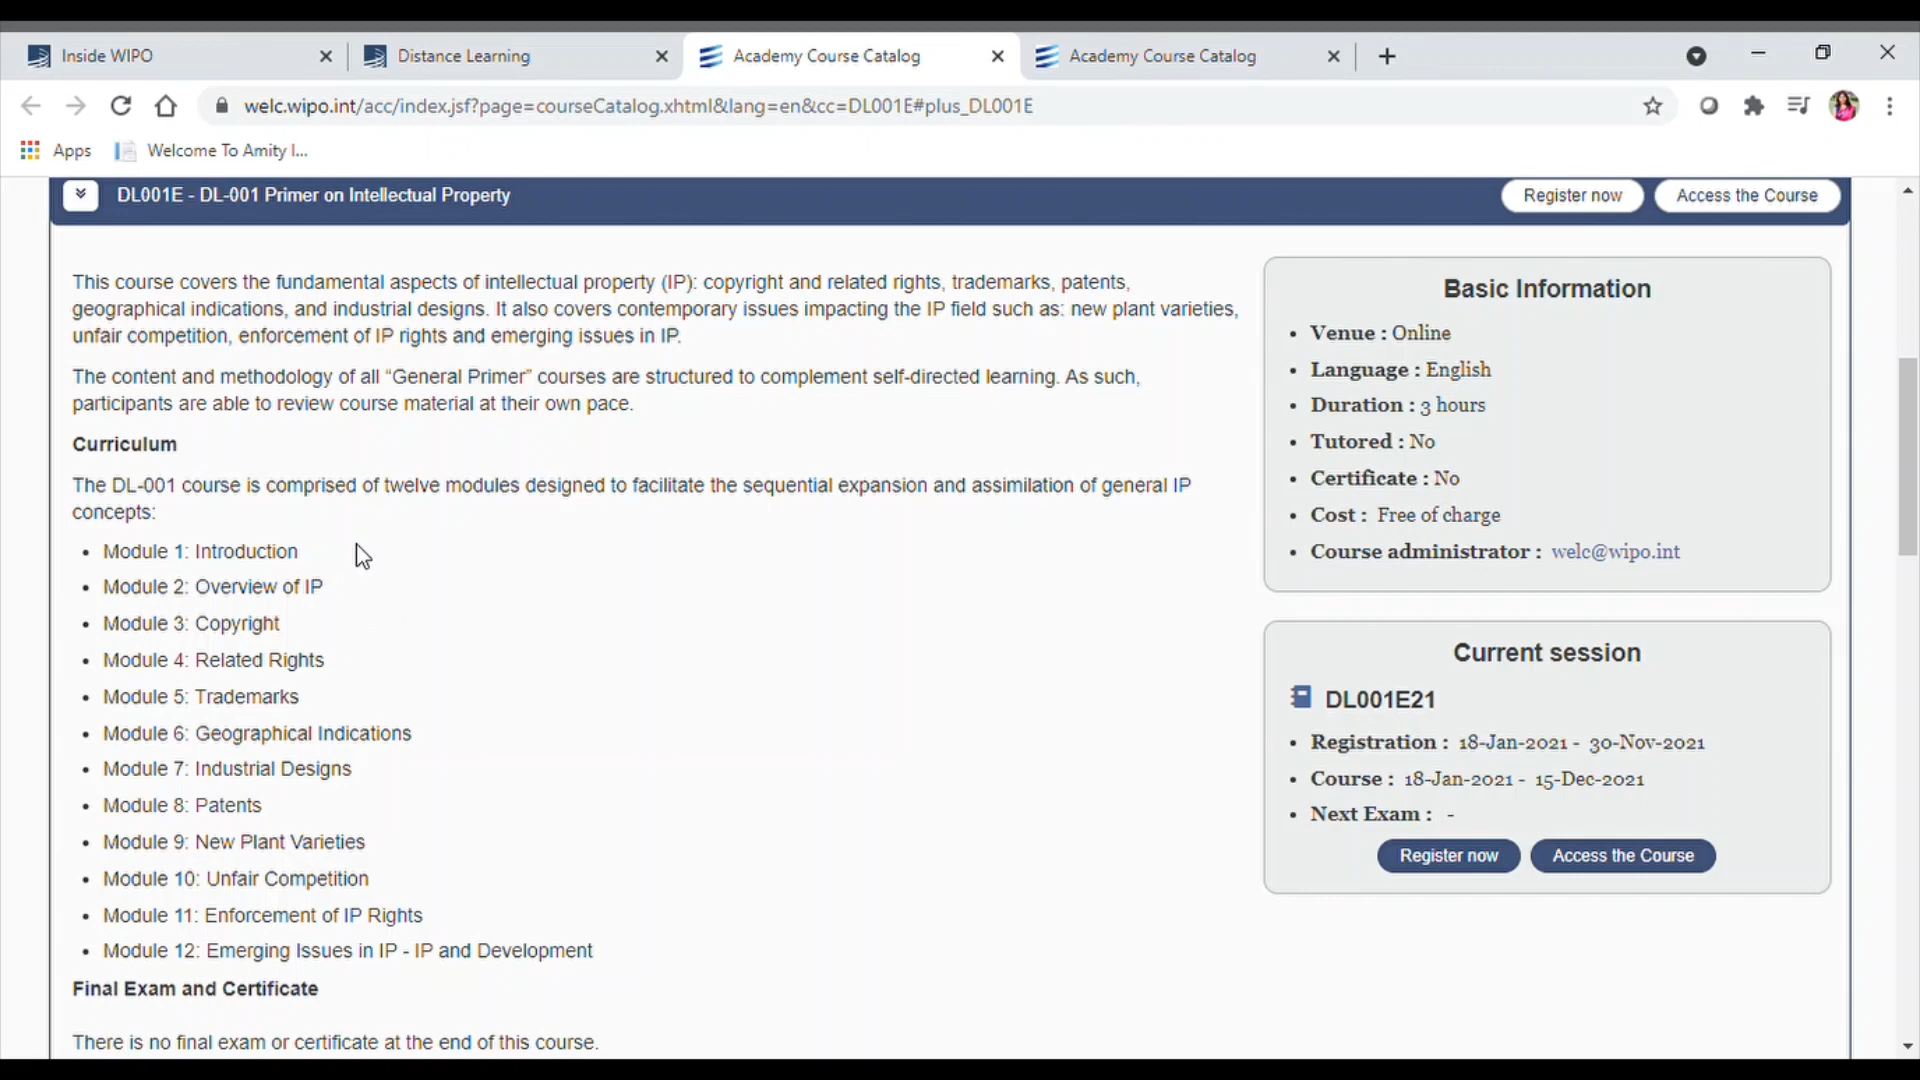 Inside WIPO
Distance Learning
Academy Course Catalog
Academy Course Catalog
welc.wipo.int/acc/index.jsf?page=courseCatalog.xhtml&lang=en&cc=DL001E#plus_DL001E
Apps
Welcome To Amity I...
DL001E - DL-001 Primer on Intellectual Property
Register now
Access the Course
This course covers the fundamental aspects of intellectual property (IP): copyright and related rights, trademarks, patents,
geographical indications, and industrial designs. It also covers contemporary issues impacting the IP field such as: new plant varieties,
unfair competition, enforcement of IP rights and emerging issues in IP.
The content and methodology of all “General Primer” courses are structured to complement self-directed learning. As such,
participants are able to review course material at their own pace.
Curriculum
The DL-001 course is comprised of twelve modules designed to facilitate the sequential expansion and assimilation of general IP
concepts:
• Module 1: Introduction
• Module 2: Overview of IP
• Module 3: Copyright
• Module 4: Related Rights
• Module 5: Trademarks
• Module 6: Geographical Indications
• Module 7: Industrial Designs
• Module 8: Patents
• Module 9: New Plant Varieties
• Module 10: Unfair Competition
• Module 11: Enforcement of IP Rights
• Module 12: Emerging Issues in IP - IP and Development
Final Exam and Certificate
There is no final exam or certificate at the end of this course.
Basic Information
• Venue : Online
• Language : English
• Duration : 3 hours
• Tutored : No
• Certificate : No
• Cost : Free of charge
• Course administrator : welc@wipo.int
Current session
DL001E21
• Registration : 18-Jan-2021 - 30-Nov-2021
• Course : 18-Jan-2021 - 15-Dec-2021
• Next Exam : -
Register now
Access the Course